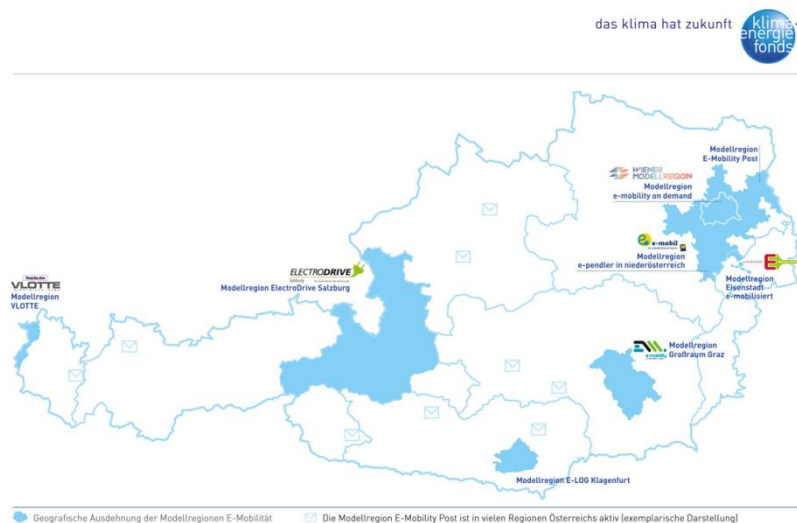 das klima hat zukunft
klima
energie
fonds
Modellregion
E-Mobility Post
WIENER
MODELLREGION
Modellregion
e-mobility on demand
e-mobil
Modellregion
e-pendler in niederösterreich
ELECTRODRIVE
Salzburg
Modellregion ElectroDrive Salzburg
VLOTTE
Modellregion
VLOTTE
Modellregion
Eisenstadt
e-mobilisiert
e-mobility
Modellregion
Großraum Graz
Modellregion E-LOG Klagenfurt
Geografische Ausdehnung der Modellregionen E-Mobilität
Die Modellregion E-Mobility Post ist in vielen Regionen Österreichs aktiv (exemplarische Darstellung)